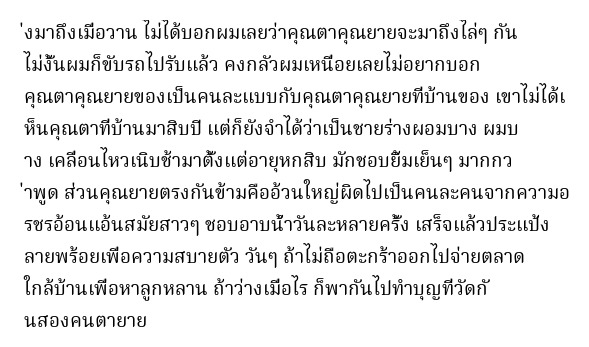 ่งมาถึงเมื่อวาน ไม่ได้บอกผมเลยว่าคุณตาคุณยายจะมาถึงไล่ๆ กัน
ไม่งั้นผมก็ขับรถไปรับแล้ว คงกลัวผมเหนื่อยเลยไม่อยากบอก
คุณตาคุณยายของเป็นคนละแบบกับคุณตาคุณยายที่บ้านของ เขาไม่ได้เ
ห็นคุณตาที่บ้านมาสิบปี แต่ก็ยังจำได้ว่าเป็นชายร่างผอมบาง ผมบ
าง เคลื่อนไหวเนิบช้ามาตั้งแต่อายุหกสิบ มักชอบยิ้มเย็นๆ มากกว
่าพูด ส่วนคุณยายตรงกันข้ามคืออ้วนใหญ่ผิดไปเป็นคนละคนจากความอ
รชรอ้อนแอ้นสมัยสาวๆ ชอบอาบน้ำวันละหลายครั้ง เสร็จแล้วประแป้ง
ลายพร้อยเพื่อความสบายตัว วันๆ ถ้าไม่ถือตะกร้าออกไปจ่ายตลาด
ใกล้บ้านเพื่อหาลูกหลาน ถ้าว่างเมื่อไร ก็พากันไปทำบุญที่วัดกั
นสองคนตายาย